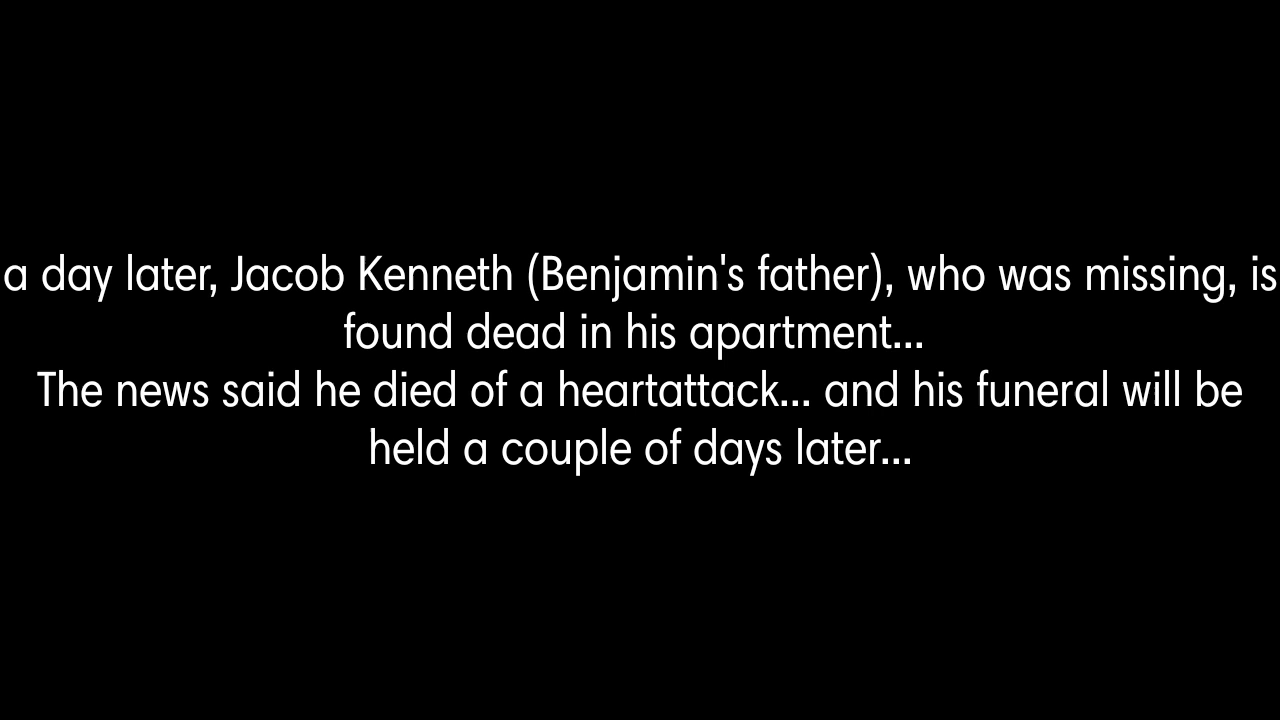 a day later, Jacob Kenneth (Benjamin's father), who was missing, is
found dead in his apartment...
The news said he died of a heartattack... and his funeral will be
held a couple of days later...